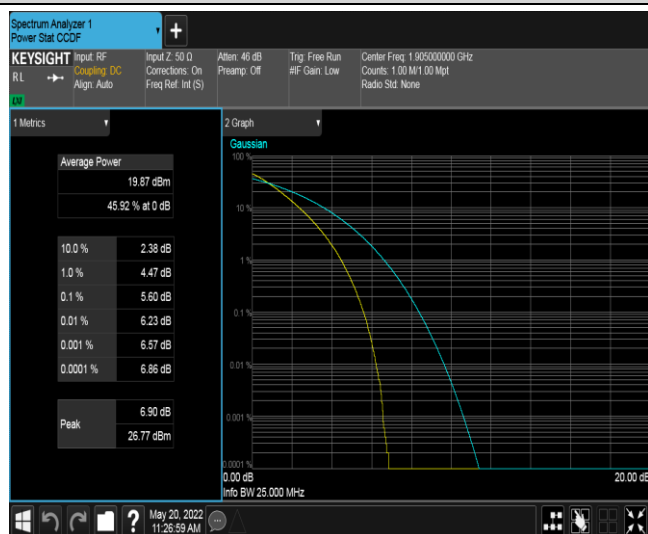 Spectrum Analyzer 1
Power Stat CCDF
+
KEYSIGHT
RL
LXI
Input: RF
Coupling: DC
Align: Auto
Input Z: 50 Ω
Corrections: On
Freq Ref: Int (S)
Atten: 46 dB
Preamp: Off
Trig: Free Run
#IF Gain: Low
Center Freq: 1.905000000 GHz
Counts: 1.00 M/1.00 Mpt
Radio Std: None
1 Metrics
Average Power
19.87 dBm
45.92 % at 0 dB
10.0 % 2.38 dB
1.0 % 4.47 dB
0.1 % 5.60 dB
0.01 % 6.23 dB
0.001 % 6.57 dB
0.0001 % 6.86 dB
Peak
6.90 dB
26.77 dBm
2 Graph
Gaussian
100 %
10 %
1 %
0.1 %
0.01 %
0.001 %
0.0001 %
0.00 dB 20.00 dB
Info BW 25.000 MHz
?
May 20, 2022
11:26:59 AM